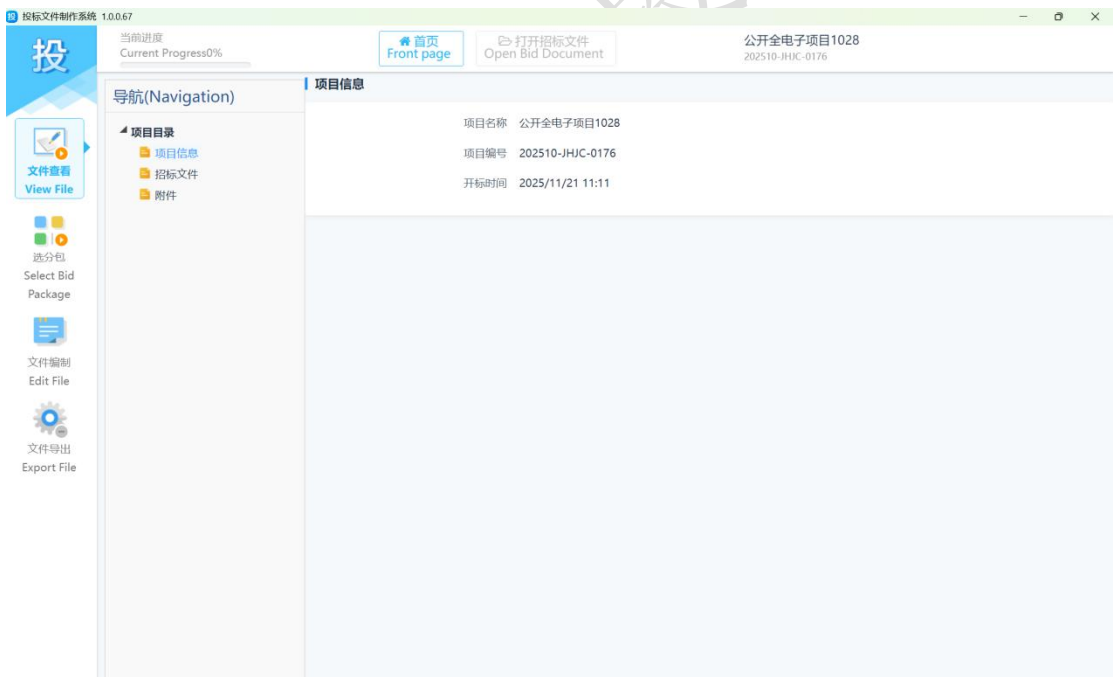 投 投标文件制作系统 1.0.0.67
投
当前进度
Current Progress0%
首页
Front page
打开招标文件
Open Bid Document
公开全电子项目1028
202510-JHJC-0176
文件查看
View File
选分包
Select Bid
Package
文件编制
Edit File
文件导出
Export File
导航(Navigation)
项目目录
项目信息
招标文件
附件
项目信息
项目名称 公开全电子项目1028
项目编号 202510-JHJC-0176
开标时间 2025/11/21 11:11